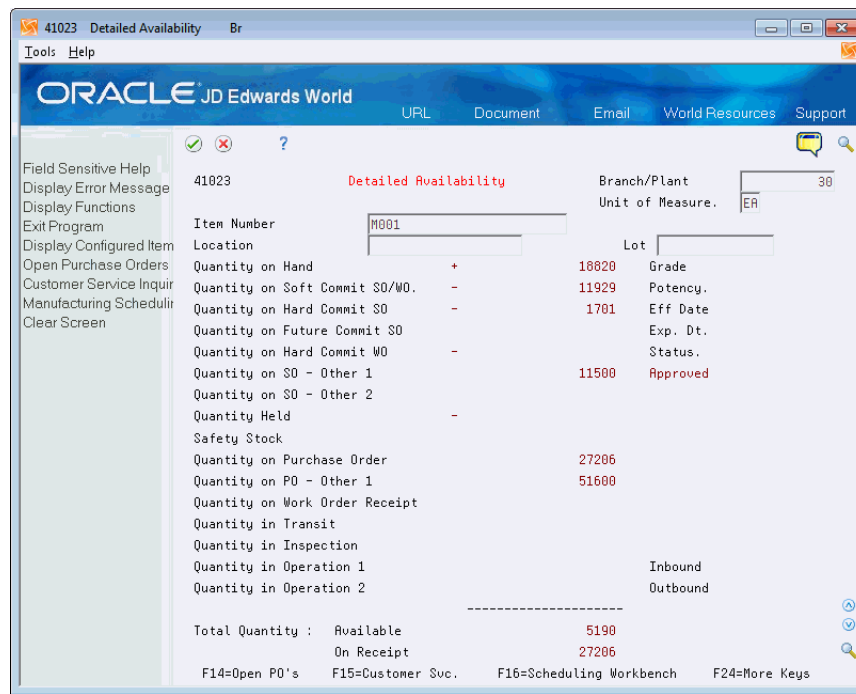 41023 Detailed Availability Br
Tools Help
ORACLE JD Edwards World
URL Document Email World Resources Support
?
Field Sensitive Help
Display Error Message
Display Functions
Exit Program
Display Configured Item
Open Purchase Orders
Customer Service Inquir
Manufacturing Schedulin
Clear Screen
41023 Detailed Availability Branch/Plant 30
Unit of Measure. EA
Item Number M001
Location Lot
Quantity on Hand + 18820 Grade
Quantity on Soft Commit SO/WO. - 11929 Potency.
Quantity on Hard Commit SO - 1701 Eff Date
Quantity on Future Commit SO Exp. Dt.
Quantity on Hard Commit WO - Status.
Quantity on SO - Other 1 11500 Approved
Quantity on SO - Other 2
Quantity Held -
Safety Stock
Quantity on Purchase Order 27206
Quantity on PO - Other 1 51600
Quantity on Work Order Receipt
Quantity in Transit
Quantity in Inspection
Quantity in Operation 1 Inbound
Quantity in Operation 2 Outbound
---------------------
Total Quantity : Available 5190
On Receipt 27206
F14=Open PO's F15=Customer Svc. F16=Scheduling Workbench F24=More Keys